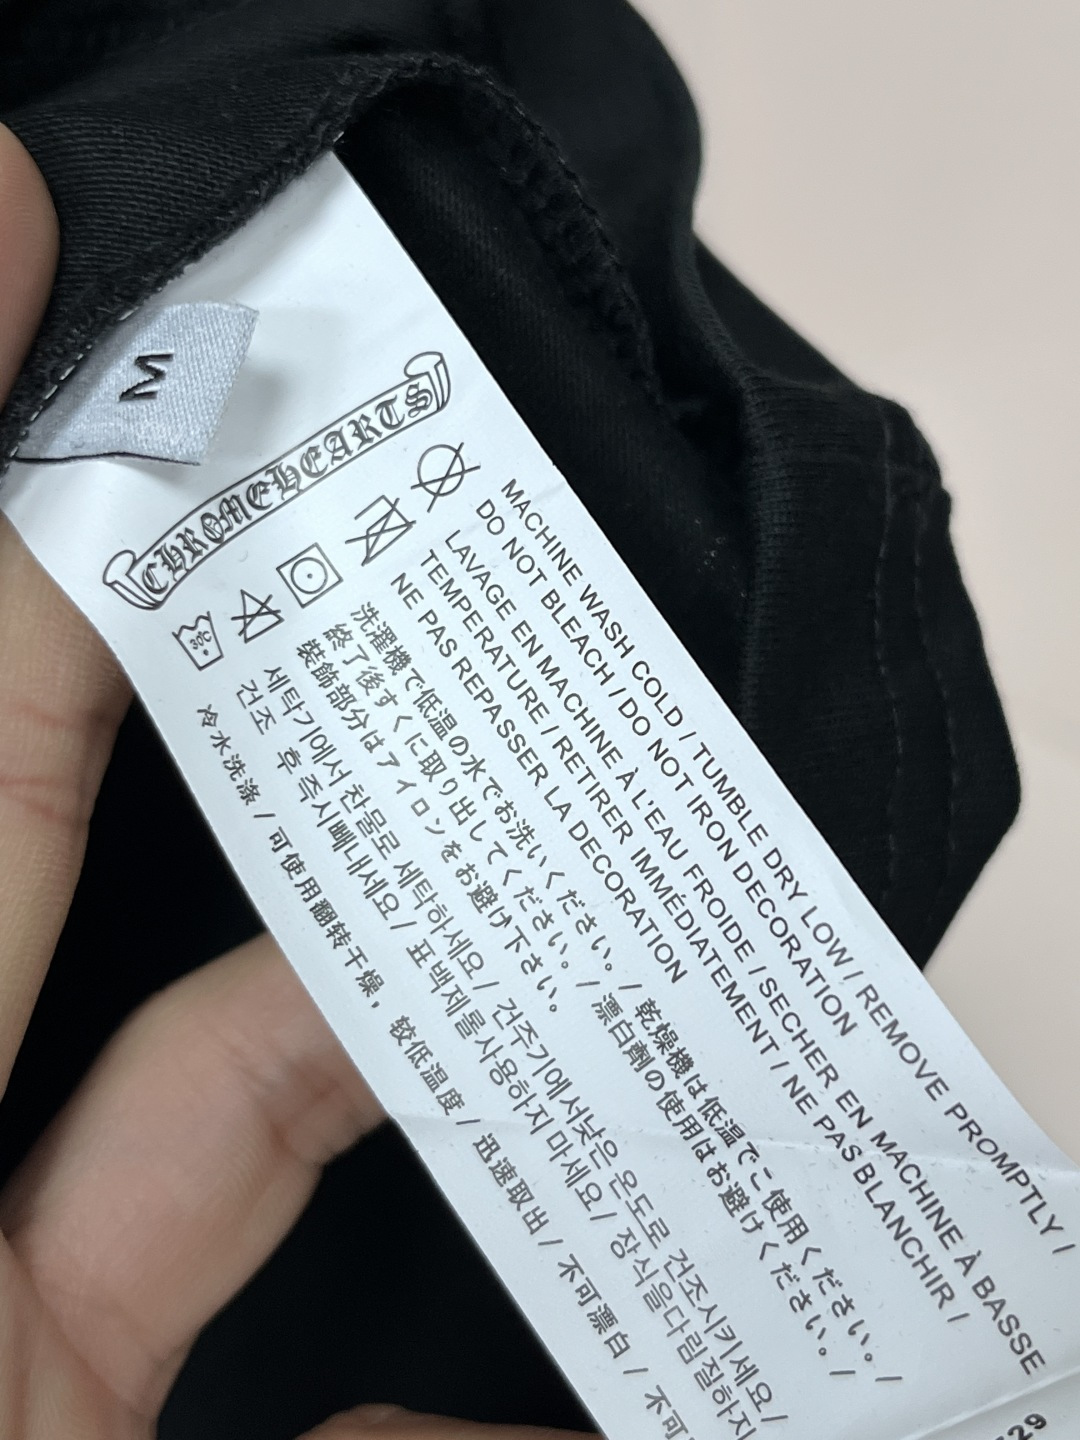 M
CHROME HEARTS
30°C
MACHINE WASH COLD / TUMBLE DRY LOW / REMOVE PROMPTLY /
DO NOT BLEACH / DO NOT IRON DECORATION
LAVAGE EN MACHINE À L'EAU FROIDE / SECHER EN MACHINE À BASSE
TEMPERATURE / RETIRER IMMÉDIATEMENT / NE PAS BLANCHIR /
NE PAS REPASSER LA DECORATION
洗濯機で低温の水でお洗いください。/ 乾燥機は低温でご使用ください。/
終了後すぐに取り出してください。/ 漂白剤の使用はお避けください。/
装飾部分はアイロンをお避け下さい。
세탁기에서 찬물로 세탁하세요 / 건주기에서낮은 온도로 건조시키세요 /
건조 후 즉시빼내세요 / 표백제를사용하지 마세요 / 장식을다림질하지
冷水洗涤 / 可使用翻转干燥，较低温度 / 迅速取出 / 不可漂白 / 不可
29